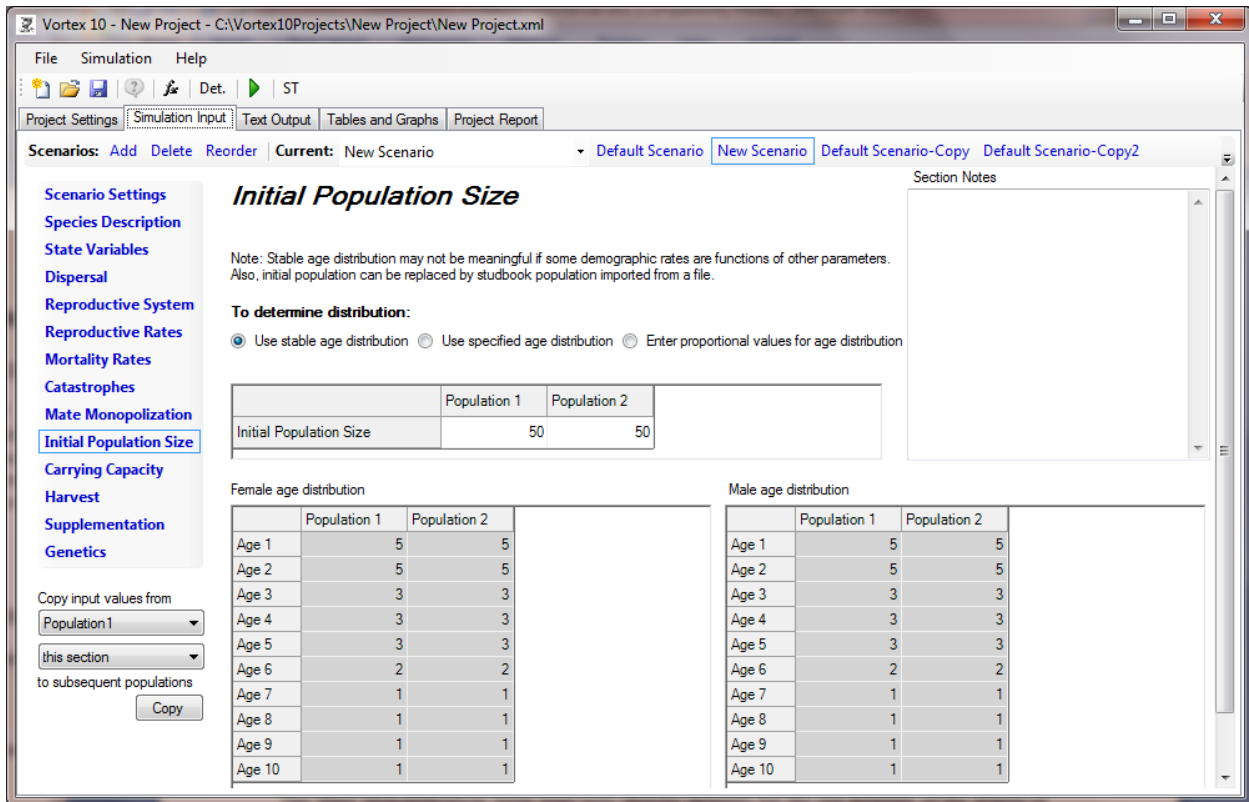 Vortex 10 - New Project - C:\Vortex10Projects\New Project\New Project.xml
File Simulation Help
fx Det. ST
Project Settings Simulation Input Text Output Tables and Graphs Project Report
Scenarios: Add Delete Reorder Current: New Scenario Default Scenario New Scenario Default Scenario-Copy Default Scenario-Copy2
Scenario Settings
Species Description
State Variables
Dispersal
Reproductive System
Reproductive Rates
Mortality Rates
Catastrophes
Mate Monopolization
Initial Population Size
Carrying Capacity
Harvest
Supplementation
Genetics
Copy input values from
Population1
this section
to subsequent populations
Copy
Initial Population Size
Section Notes
Note: Stable age distribution may not be meaningful if some demographic rates are functions of other parameters.
Also, initial population can be replaced by studbook population imported from a file.
To determine distribution:
Use stable age distribution Use specified age distribution Enter proportional values for age distribution
Population 1 Population 2
Initial Population Size 50 50
Female age distribution
Population 1 Population 2
Age 1 5 5
Age 2 5 5
Age 3 3 3
Age 4 3 3
Age 5 3 3
Age 6 2 2
Age 7 1 1
Age 8 1 1
Age 9 1 1
Age 10 1 1
Male age distribution
Population 1 Population 2
Age 1 5 5
Age 2 5 5
Age 3 3 3
Age 4 3 3
Age 5 3 3
Age 6 2 2
Age 7 1 1
Age 8 1 1
Age 9 1 1
Age 10 1 1